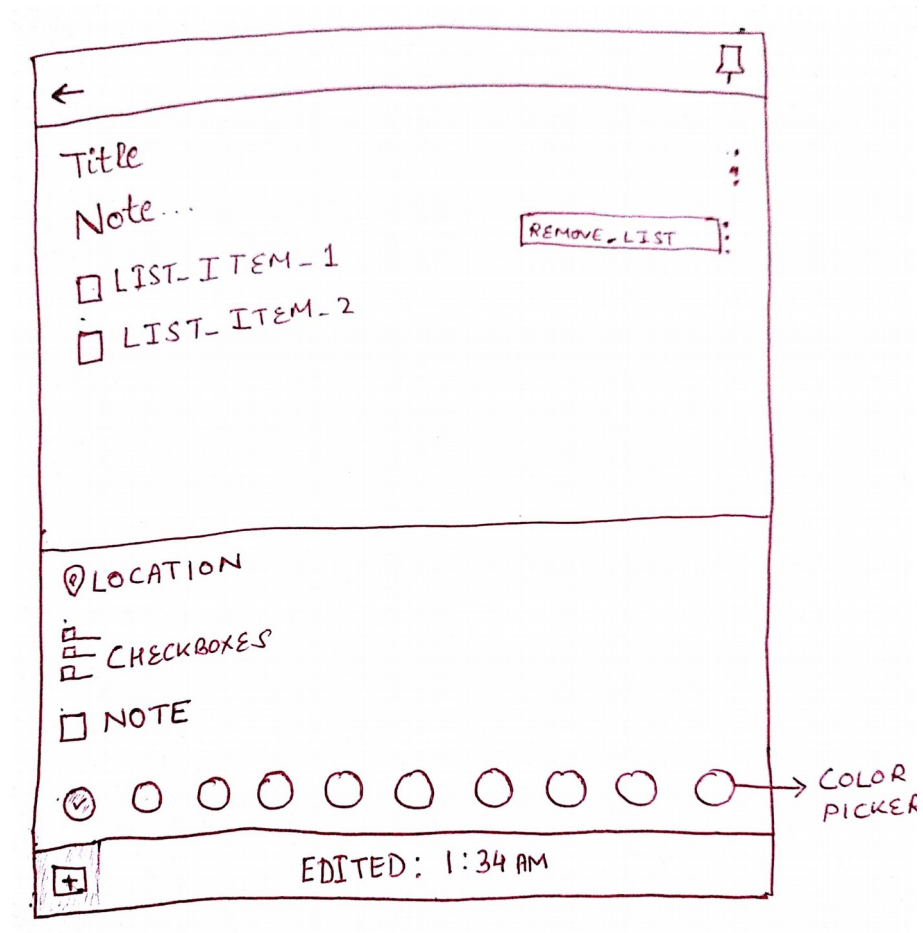 Title
Note...
REMOVE_LIST
LIST_ITEM_1
LIST_ITEM_2
LOCATION
CHECKBOXES
NOTE
COLOR
PICKER
EDITED: 1:34 AM